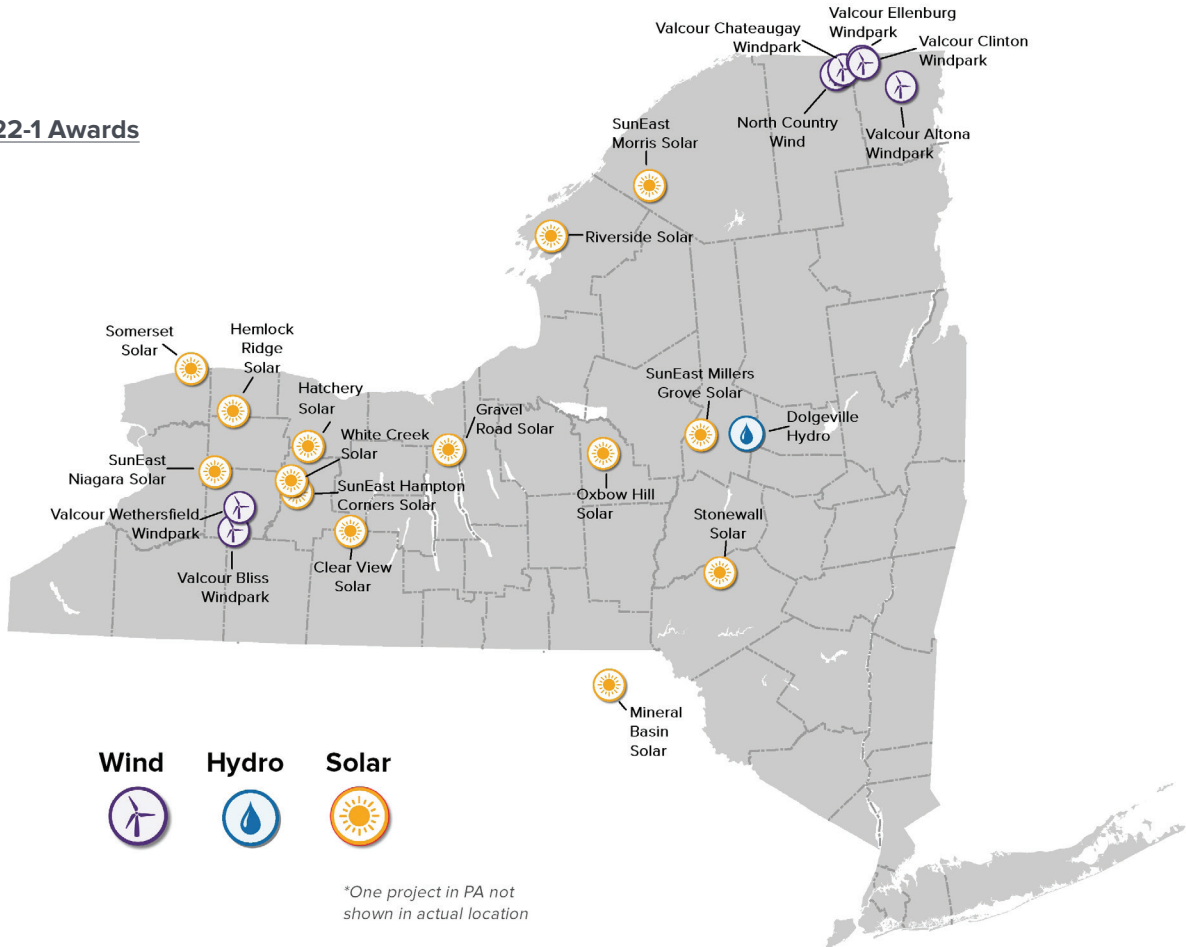 22-1 Awards
Valcour Chateaugay
Windpark
Valcour Ellenburg
Windpark
Valcour Clinton
Windpark
North Country
Wind
Valcour Altona
Windpark
SunEast
Morris Solar
Riverside Solar
Somerset
Solar
Hemlock
Ridge
Solar
Hatchery
Solar
White Creek
Solar
Gravel
Road Solar
SunEast Millers
Grove Solar
Dolgeville
Hydro
SunEast
Niagara Solar
SunEast Hampton
Corners Solar
Oxbow Hill
Solar
Valcour Wethersfield
Windpark
Stonewall
Solar
Valcour Bliss
Windpark
Clear View
Solar
Mineral
Basin
Solar
Wind
Hydro
Solar
*One project in PA not
shown in actual location